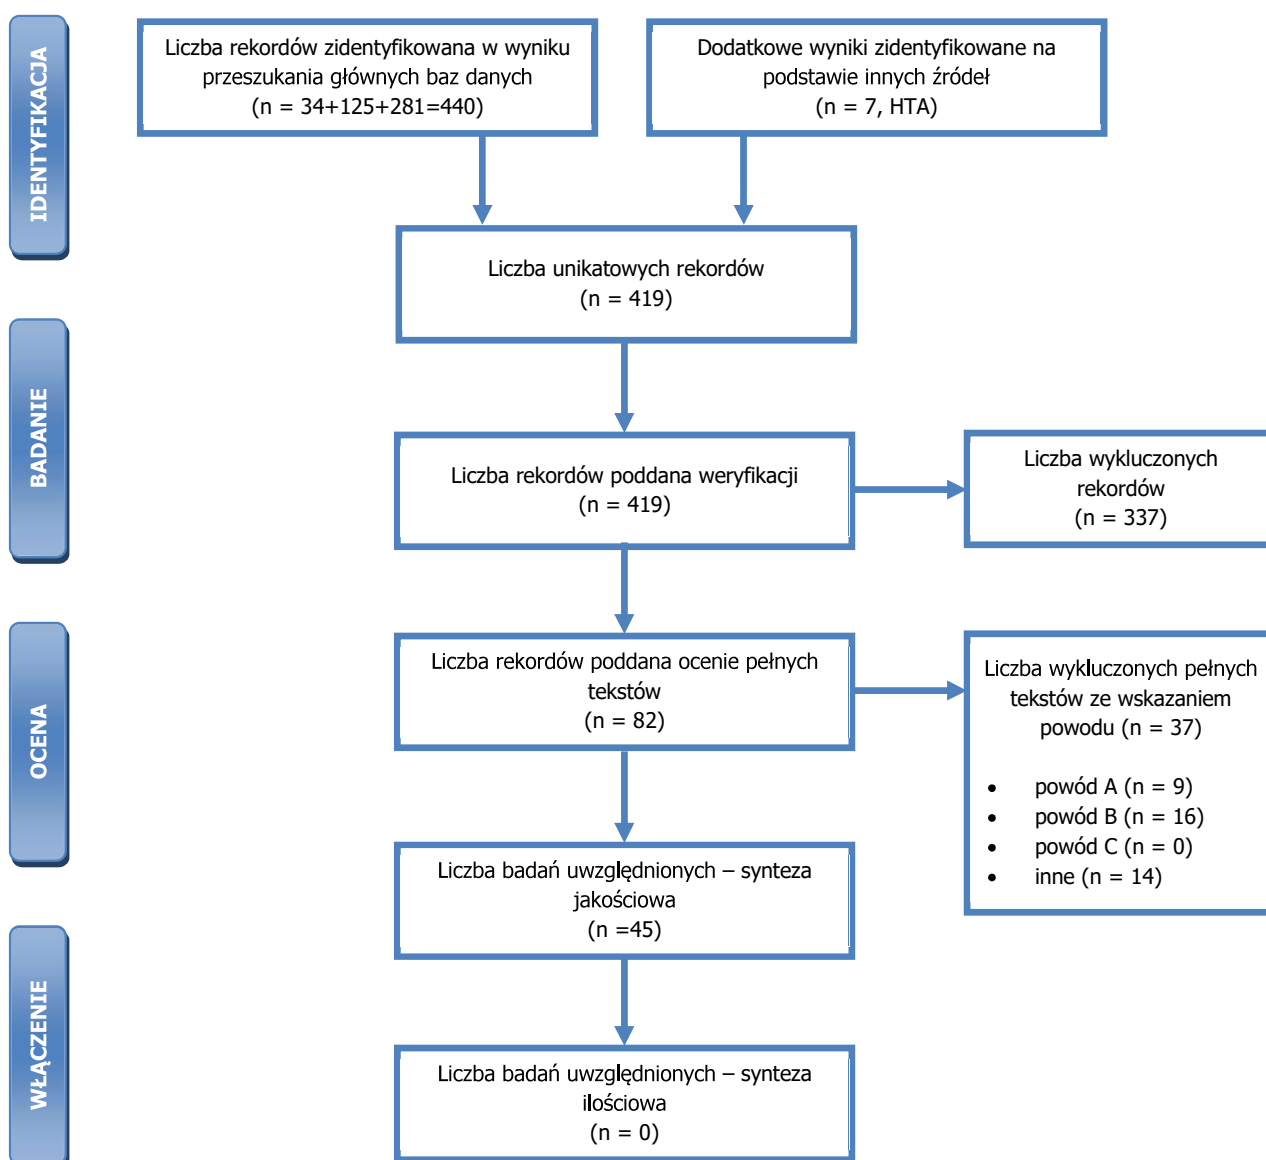 IDENTYFIKACJA
Liczba rekordów zidentyfikowana w wyniku
przeszukania głównych baz danych
(n = 34+125+281=440)
Dodatkowe wyniki zidentyfikowane na
podstawie innych źródeł
(n = 7, HTA)
Liczba unikatowych rekordów
(n = 419)
BADANIE
Liczba rekordów poddana weryfikacji
(n = 419)
Liczba wykluczonych
rekordów
(n = 337)
OCENA
Liczba rekordów poddana ocenie pełnych
tekstów
(n = 82)
Liczba wykluczonych pełnych
tekstów ze wskazaniem
powodu (n = 37)
• powód A (n = 9)
• powód B (n = 16)
• powód C (n = 0)
• inne (n = 14)
Liczba badań uwzględnionych – synteza
jakościowa
(n =45)
WŁĄCZENIE
Liczba badań uwzględnionych – synteza
ilościowa
(n = 0)